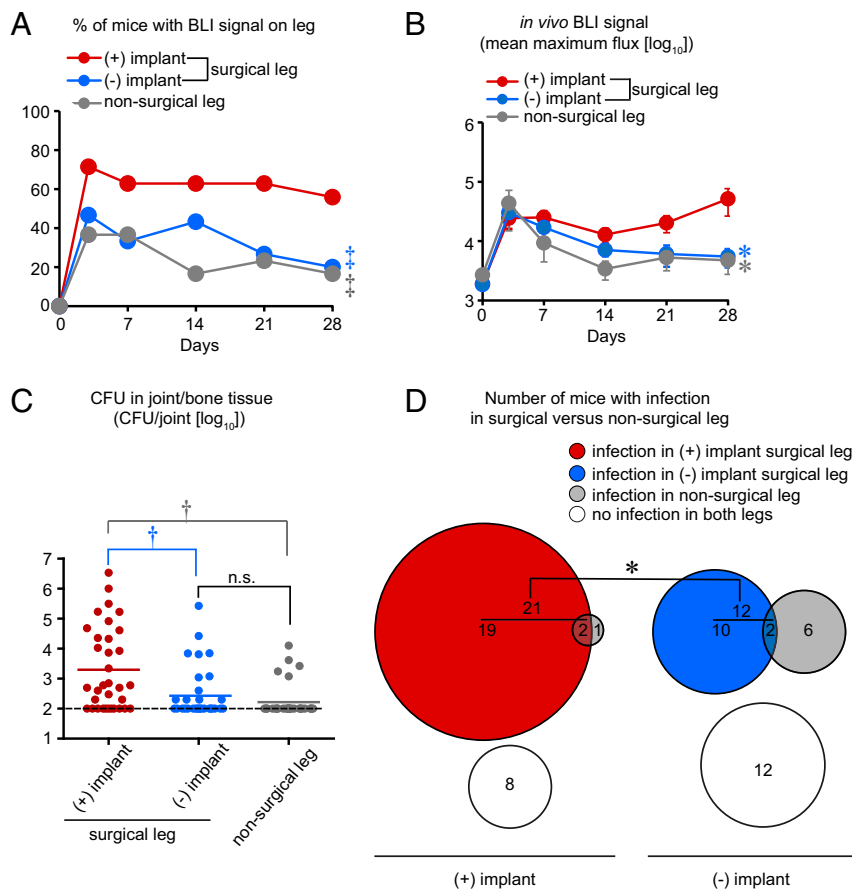 A
% of mice with BLI signal on leg
(+) implant
(-) implant
surgical leg
non-surgical leg
100
80
60
40
20
0
0 7 14 21 28
Days
‡
‡
B
in vivo BLI signal
(mean maximum flux [log10])
(+) implant
(-) implant
surgical leg
non-surgical leg
6
5
4
3
0 7 14 21 28
Days
*
*
C
CFU in joint/bone tissue
(CFU/joint [log10])
†
†
n.s.
7
6
5
4
3
2
1
(+) implant
(-) implant
non-surgical leg
surgical leg
D
Number of mice with infection
in surgical versus non-surgical leg
infection in (+) implant surgical leg
infection in (-) implant surgical leg
infection in non-surgical leg
no infection in both legs
*
21
19 2 1
8
12
10 2 6
12
(+) implant
(-) implant